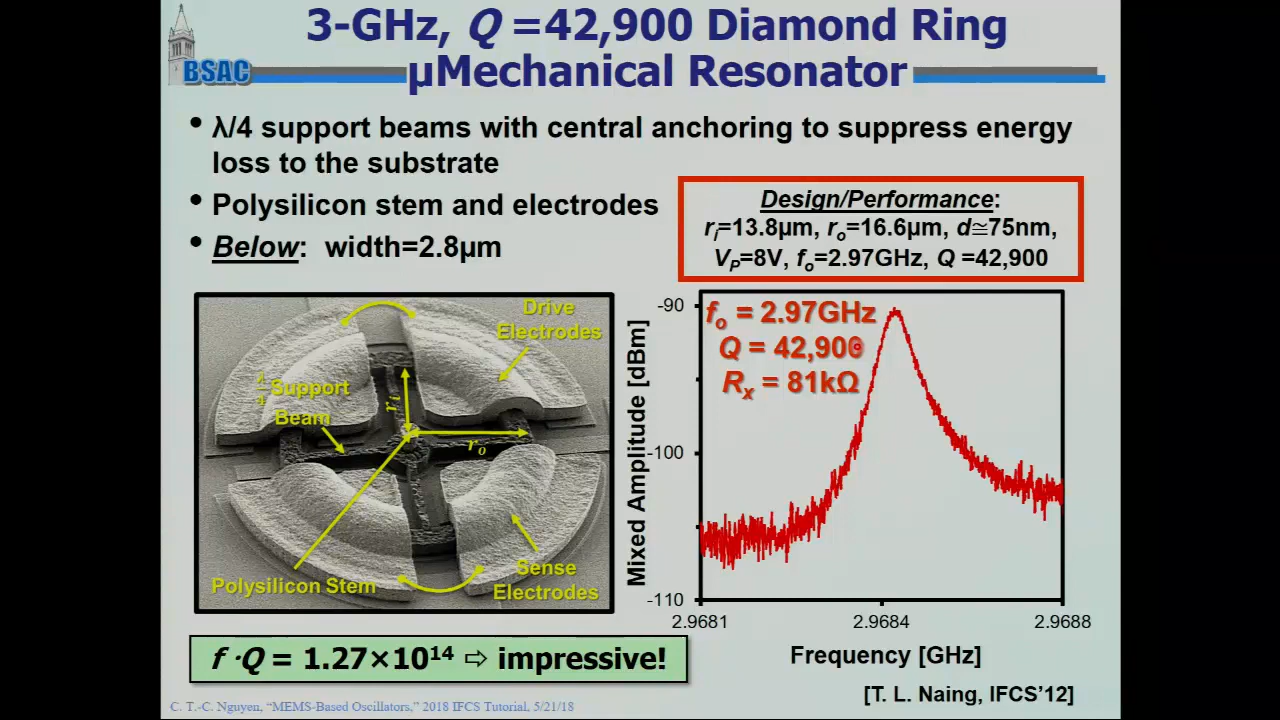 3-GHz, Q =42,900 Diamond Ring
µMechanical Resonator
BSAC
• λ/4 support beams with central anchoring to suppress energy
loss to the substrate
• Polysilicon stem and electrodes
• Below: width=2.8µm
Design/Performance:
ri=13.8µm, ro=16.6µm, d≅75nm,
VP=8V, fo=2.97GHz, Q =42,900
Drive
Electrodes
λ/4 Support
Beam
ri
ro
Polysilicon Stem
Sense
Electrodes
fo = 2.97GHz
Q = 42,900
Rx = 81kΩ
Mixed Amplitude [dBm]
-90
-100
-110
2.9681 2.9684 2.9688
Frequency [GHz]
f ·Q = 1.27×10¹⁴ ⇨ impressive!
[T. L. Naing, IFCS’12]
C. T.-C. Nguyen, “MEMS-Based Oscillators,” 2018 IFCS Tutorial, 5/21/18